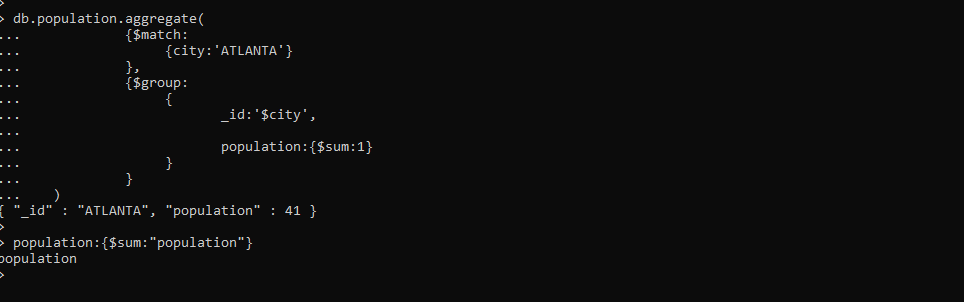 >
> db.population.aggregate(
... {$match:
... {city:'ATLANTA'}
... },
... {$group:
... {
... _id:'$city',
...
... population:{$sum:1}
... }
... }
... )
{ "_id" : "ATLANTA", "population" : 41 }
>
> population:{$sum:"population"}
population
>